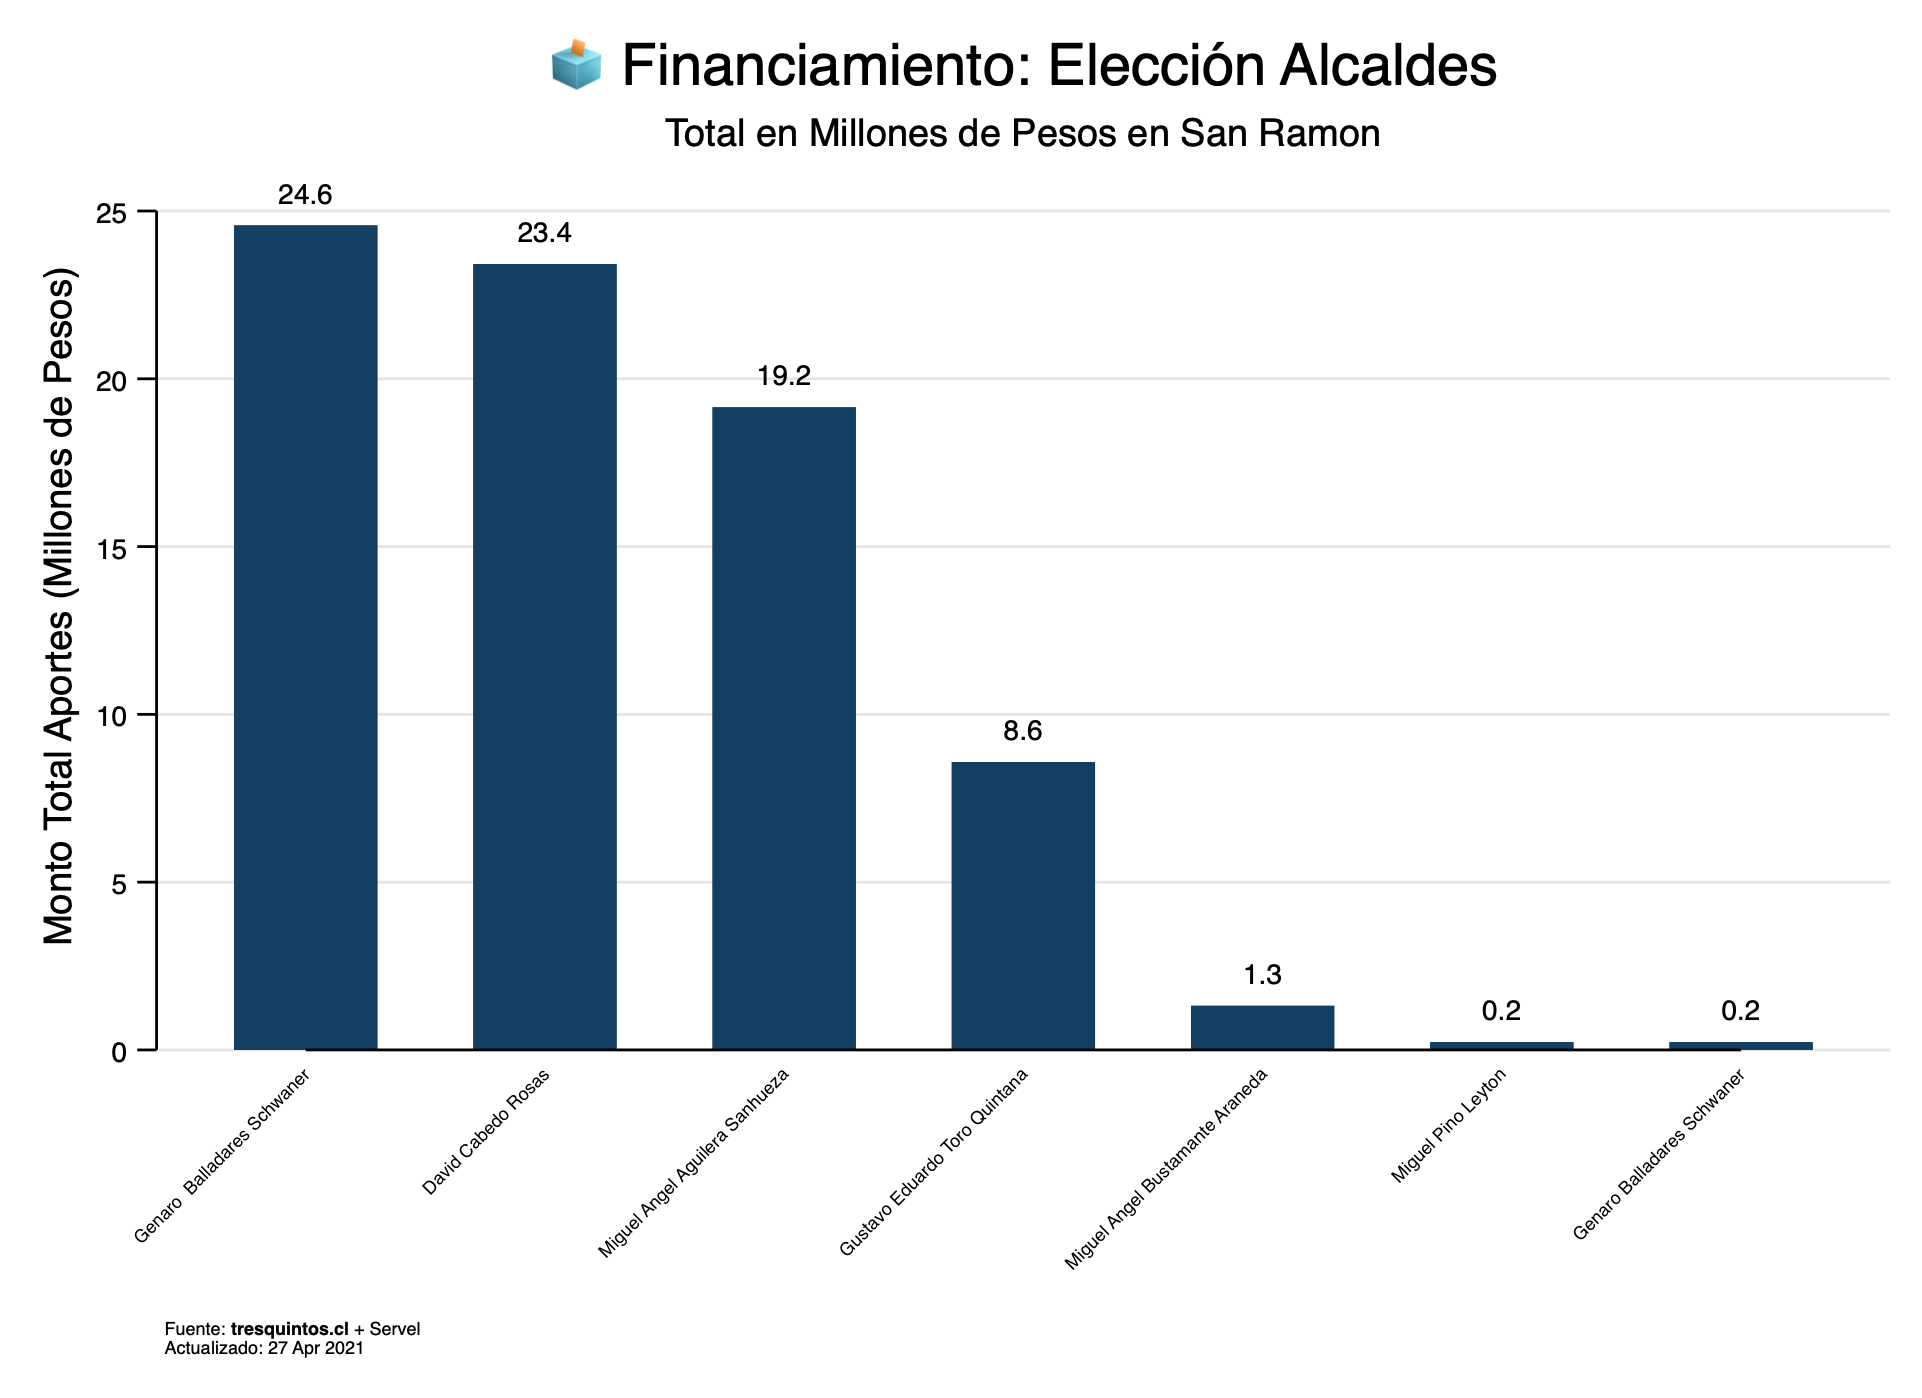 Financiamiento: Elección Alcaldes
Total en Millones de Pesos en San Ramon
Monto Total Aportes (Millones de Pesos)
25
20
15
10
5
0
24.6
23.4
19.2
8.6
1.3
0.2
0.2
Genaro  Balladares Schwaner
David Cabedo Rosas
Miguel Angel Aguilera Sanhueza
Gustavo Eduardo Toro Quintana
Miguel Angel Bustamante Araneda
Miguel Pino Leyton
Genaro Balladares Schwaner
Fuente: tresquintos.cl + Servel
Actualizado: 27 Apr 2021